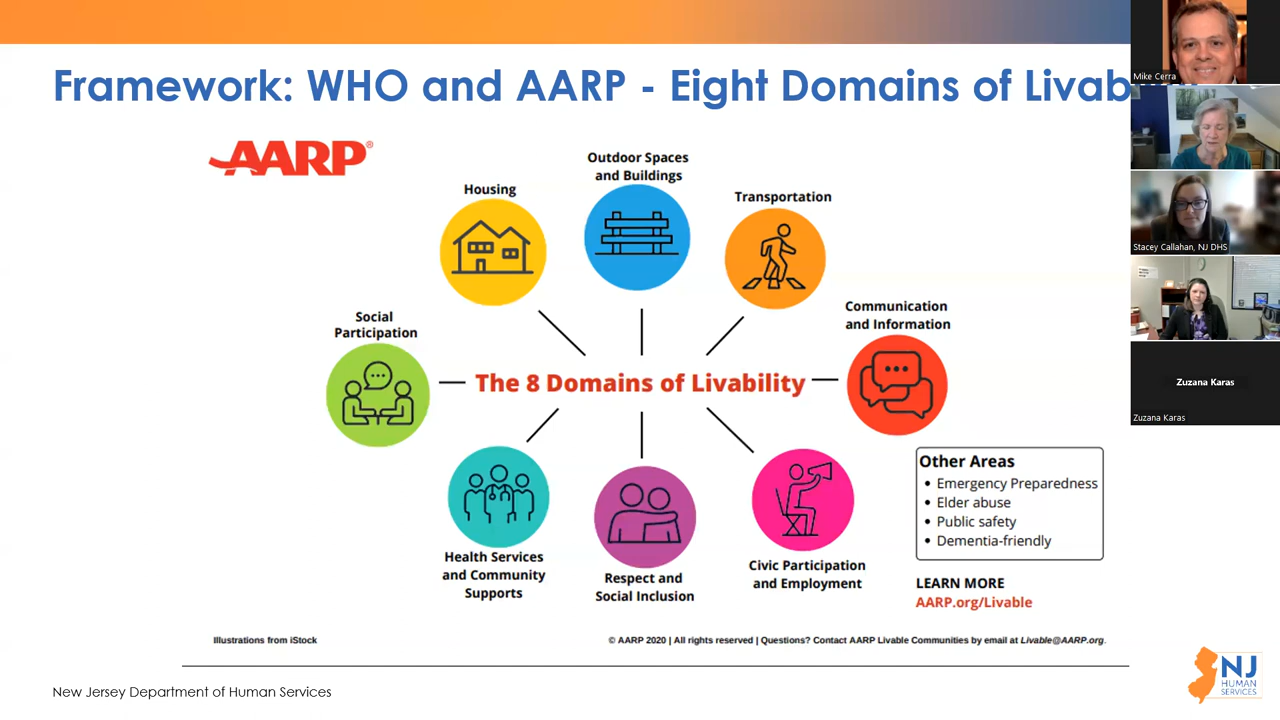 Framework: WHO and AARP - Eight Domains of Livab
AARP®
Outdoor Spaces
and Buildings
Housing
Transportation
Communication
and Information
Social
Participation
The 8 Domains of Livability
Health Services
and Community
Supports
Respect and
Social Inclusion
Civic Participation
and Employment
Other Areas
• Emergency Preparedness
• Elder abuse
• Public safety
• Dementia-friendly
LEARN MORE
AARP.org/Livable
Illustrations from iStock
© AARP 2020 | All rights reserved | Questions? Contact AARP Livable Communities by email at Livable@AARP.org.
New Jersey Department of Human Services
NJ
HUMAN
SERVICES
Mike Cerra
Stacey Callahan, NJ DHS
Zuzana Karas
Zuzana Karas